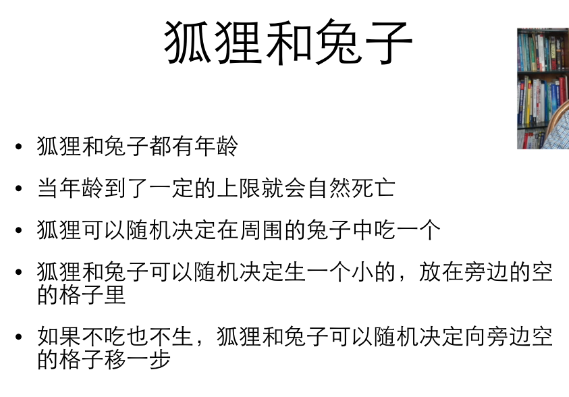 狐狸和兔子
• 狐狸和兔子都有年龄
• 当年龄到了一定的上限就会自然死亡
• 狐狸可以随机决定在周围的兔子中吃一个
• 狐狸和兔子可以随机决定生一个小的，放在旁边的空
的格子里
• 如果不吃也不生，狐狸和兔子可以随机决定向旁边空
的格子移一步